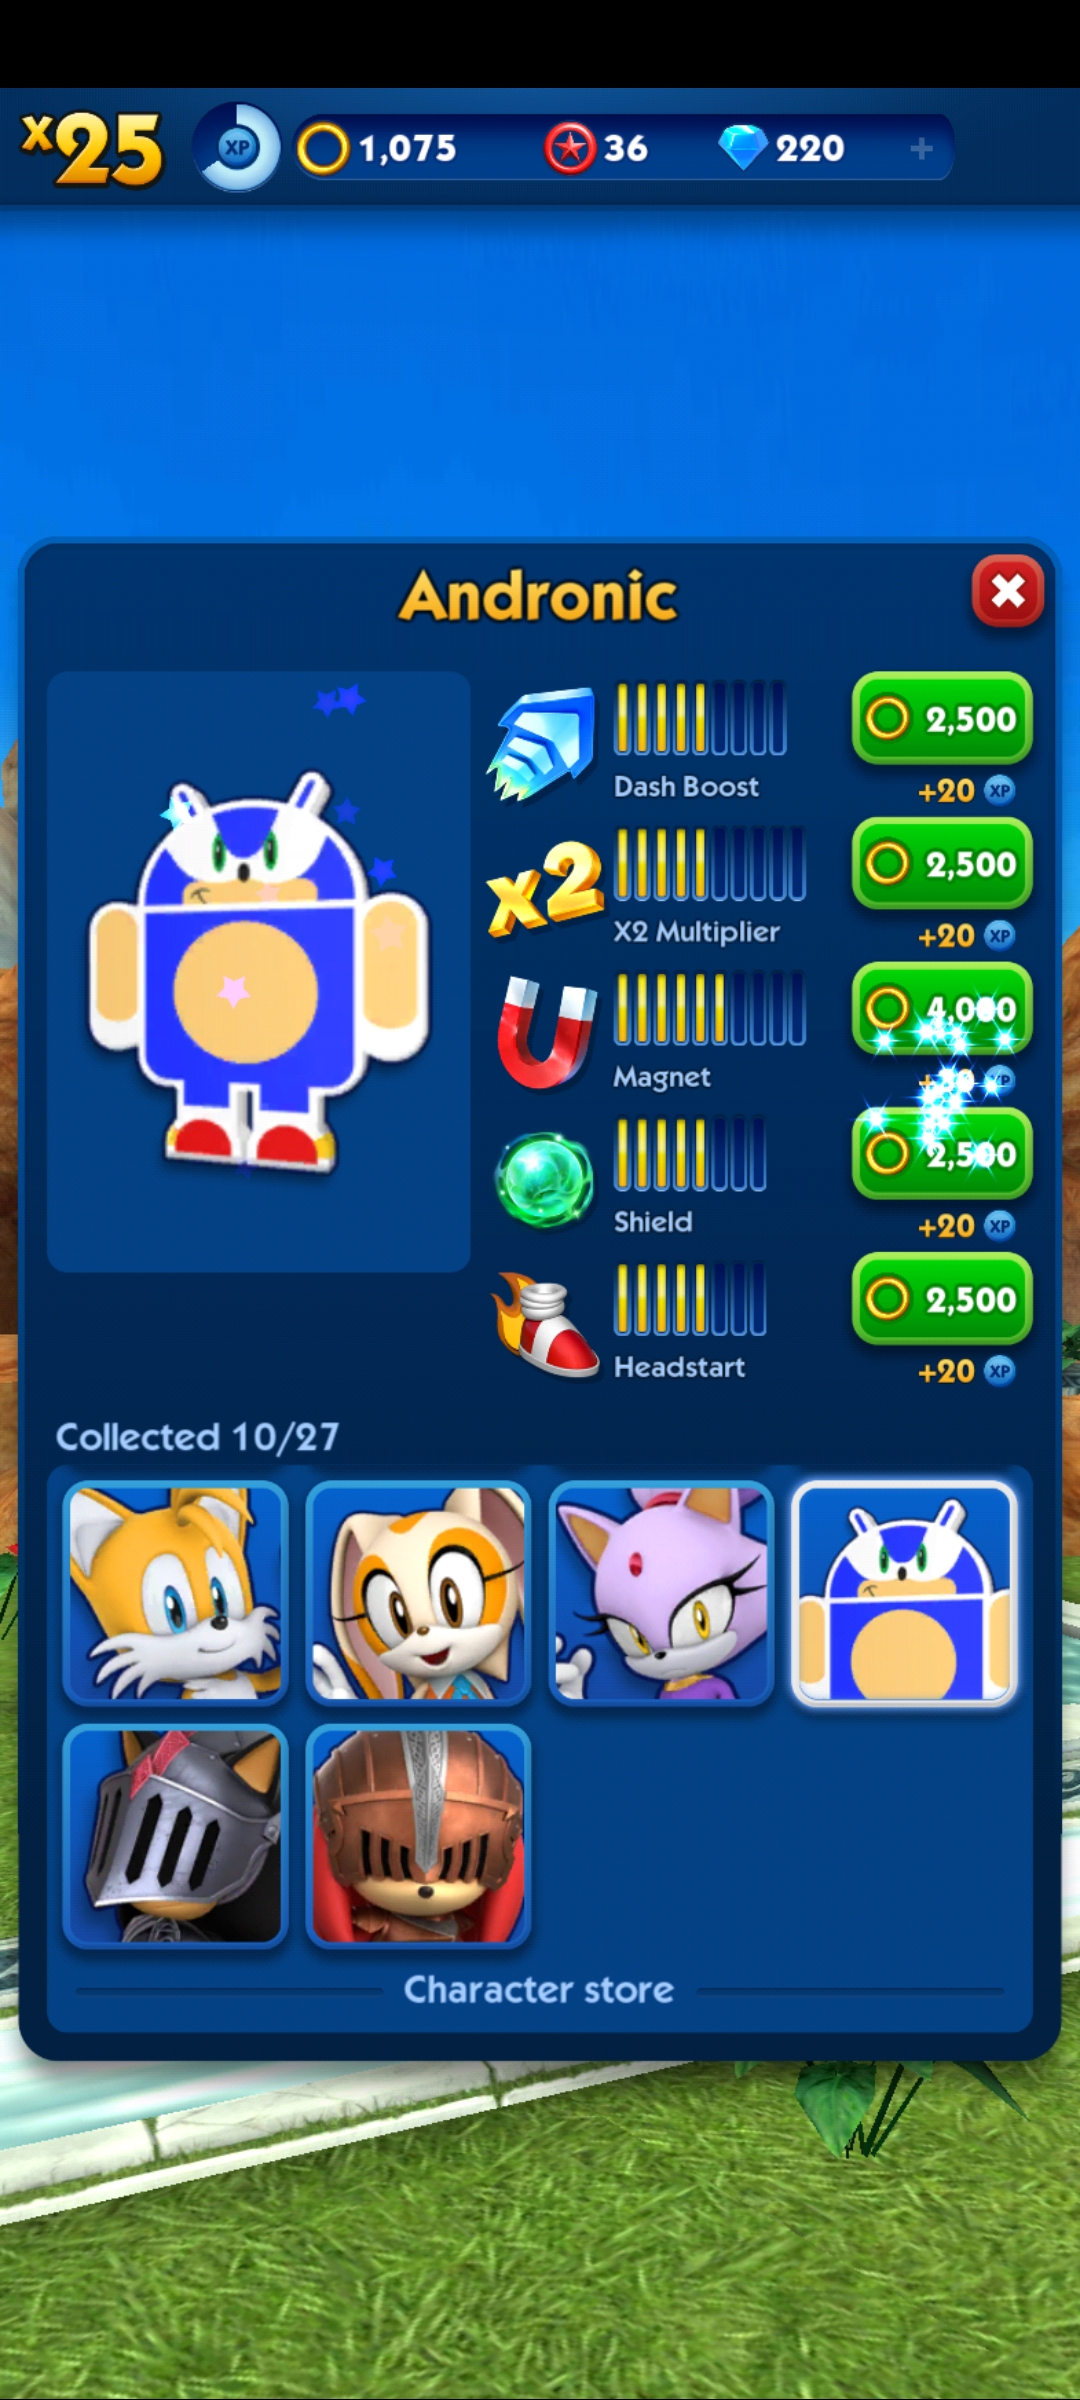 x25 XP 1,075 36 220 +
Andronic
2,500
Dash Boost +20 XP
x2 2,500
X2 Multiplier +20 XP
4,000
Magnet XP
2,500
Shield +20 XP
2,500
Headstart +20 XP
Collected 10/27
Character store